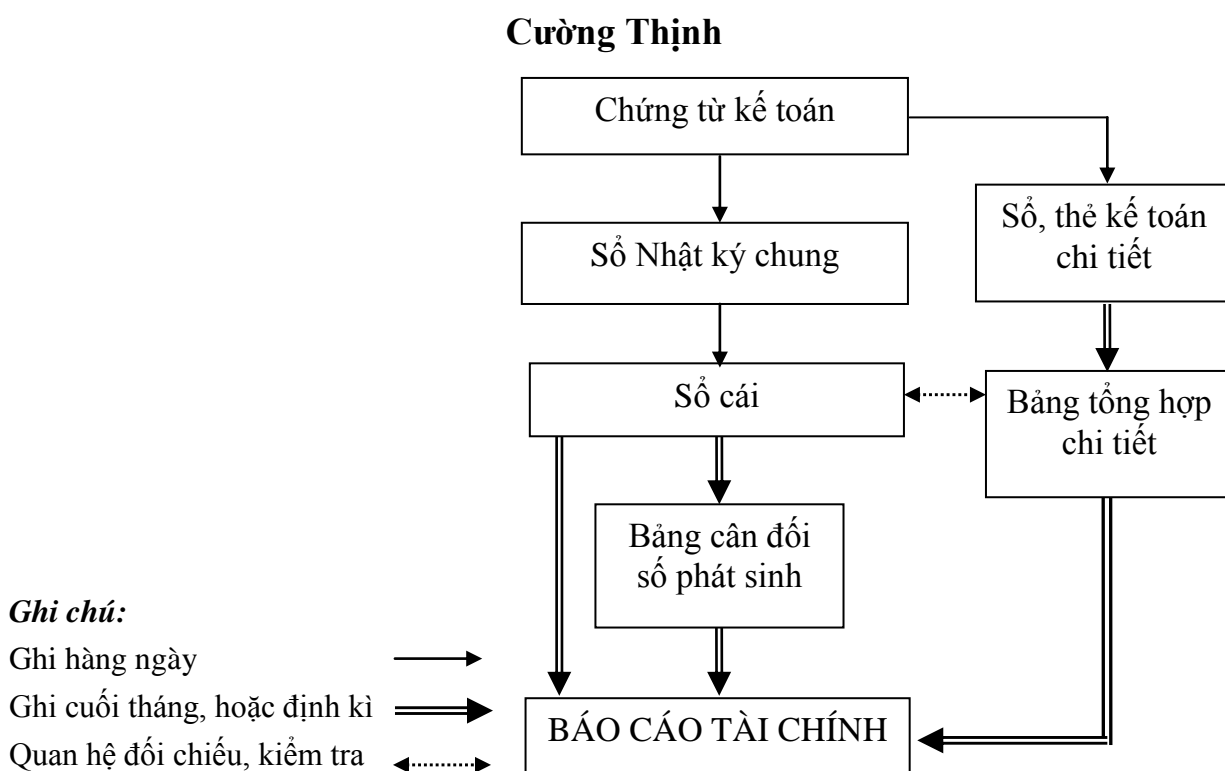 Cường Thịnh
Chứng từ kế toán
Sổ, thẻ kế toán
chi tiết
Sổ Nhật ký chung
Sổ cái
Bảng tổng hợp
chi tiết
Bảng cân đối
số phát sinh
Ghi chú:
Ghi hàng ngày
Ghi cuối tháng, hoặc định kì
Quan hệ đối chiếu, kiểm tra
BÁO CÁO TÀI CHÍNH